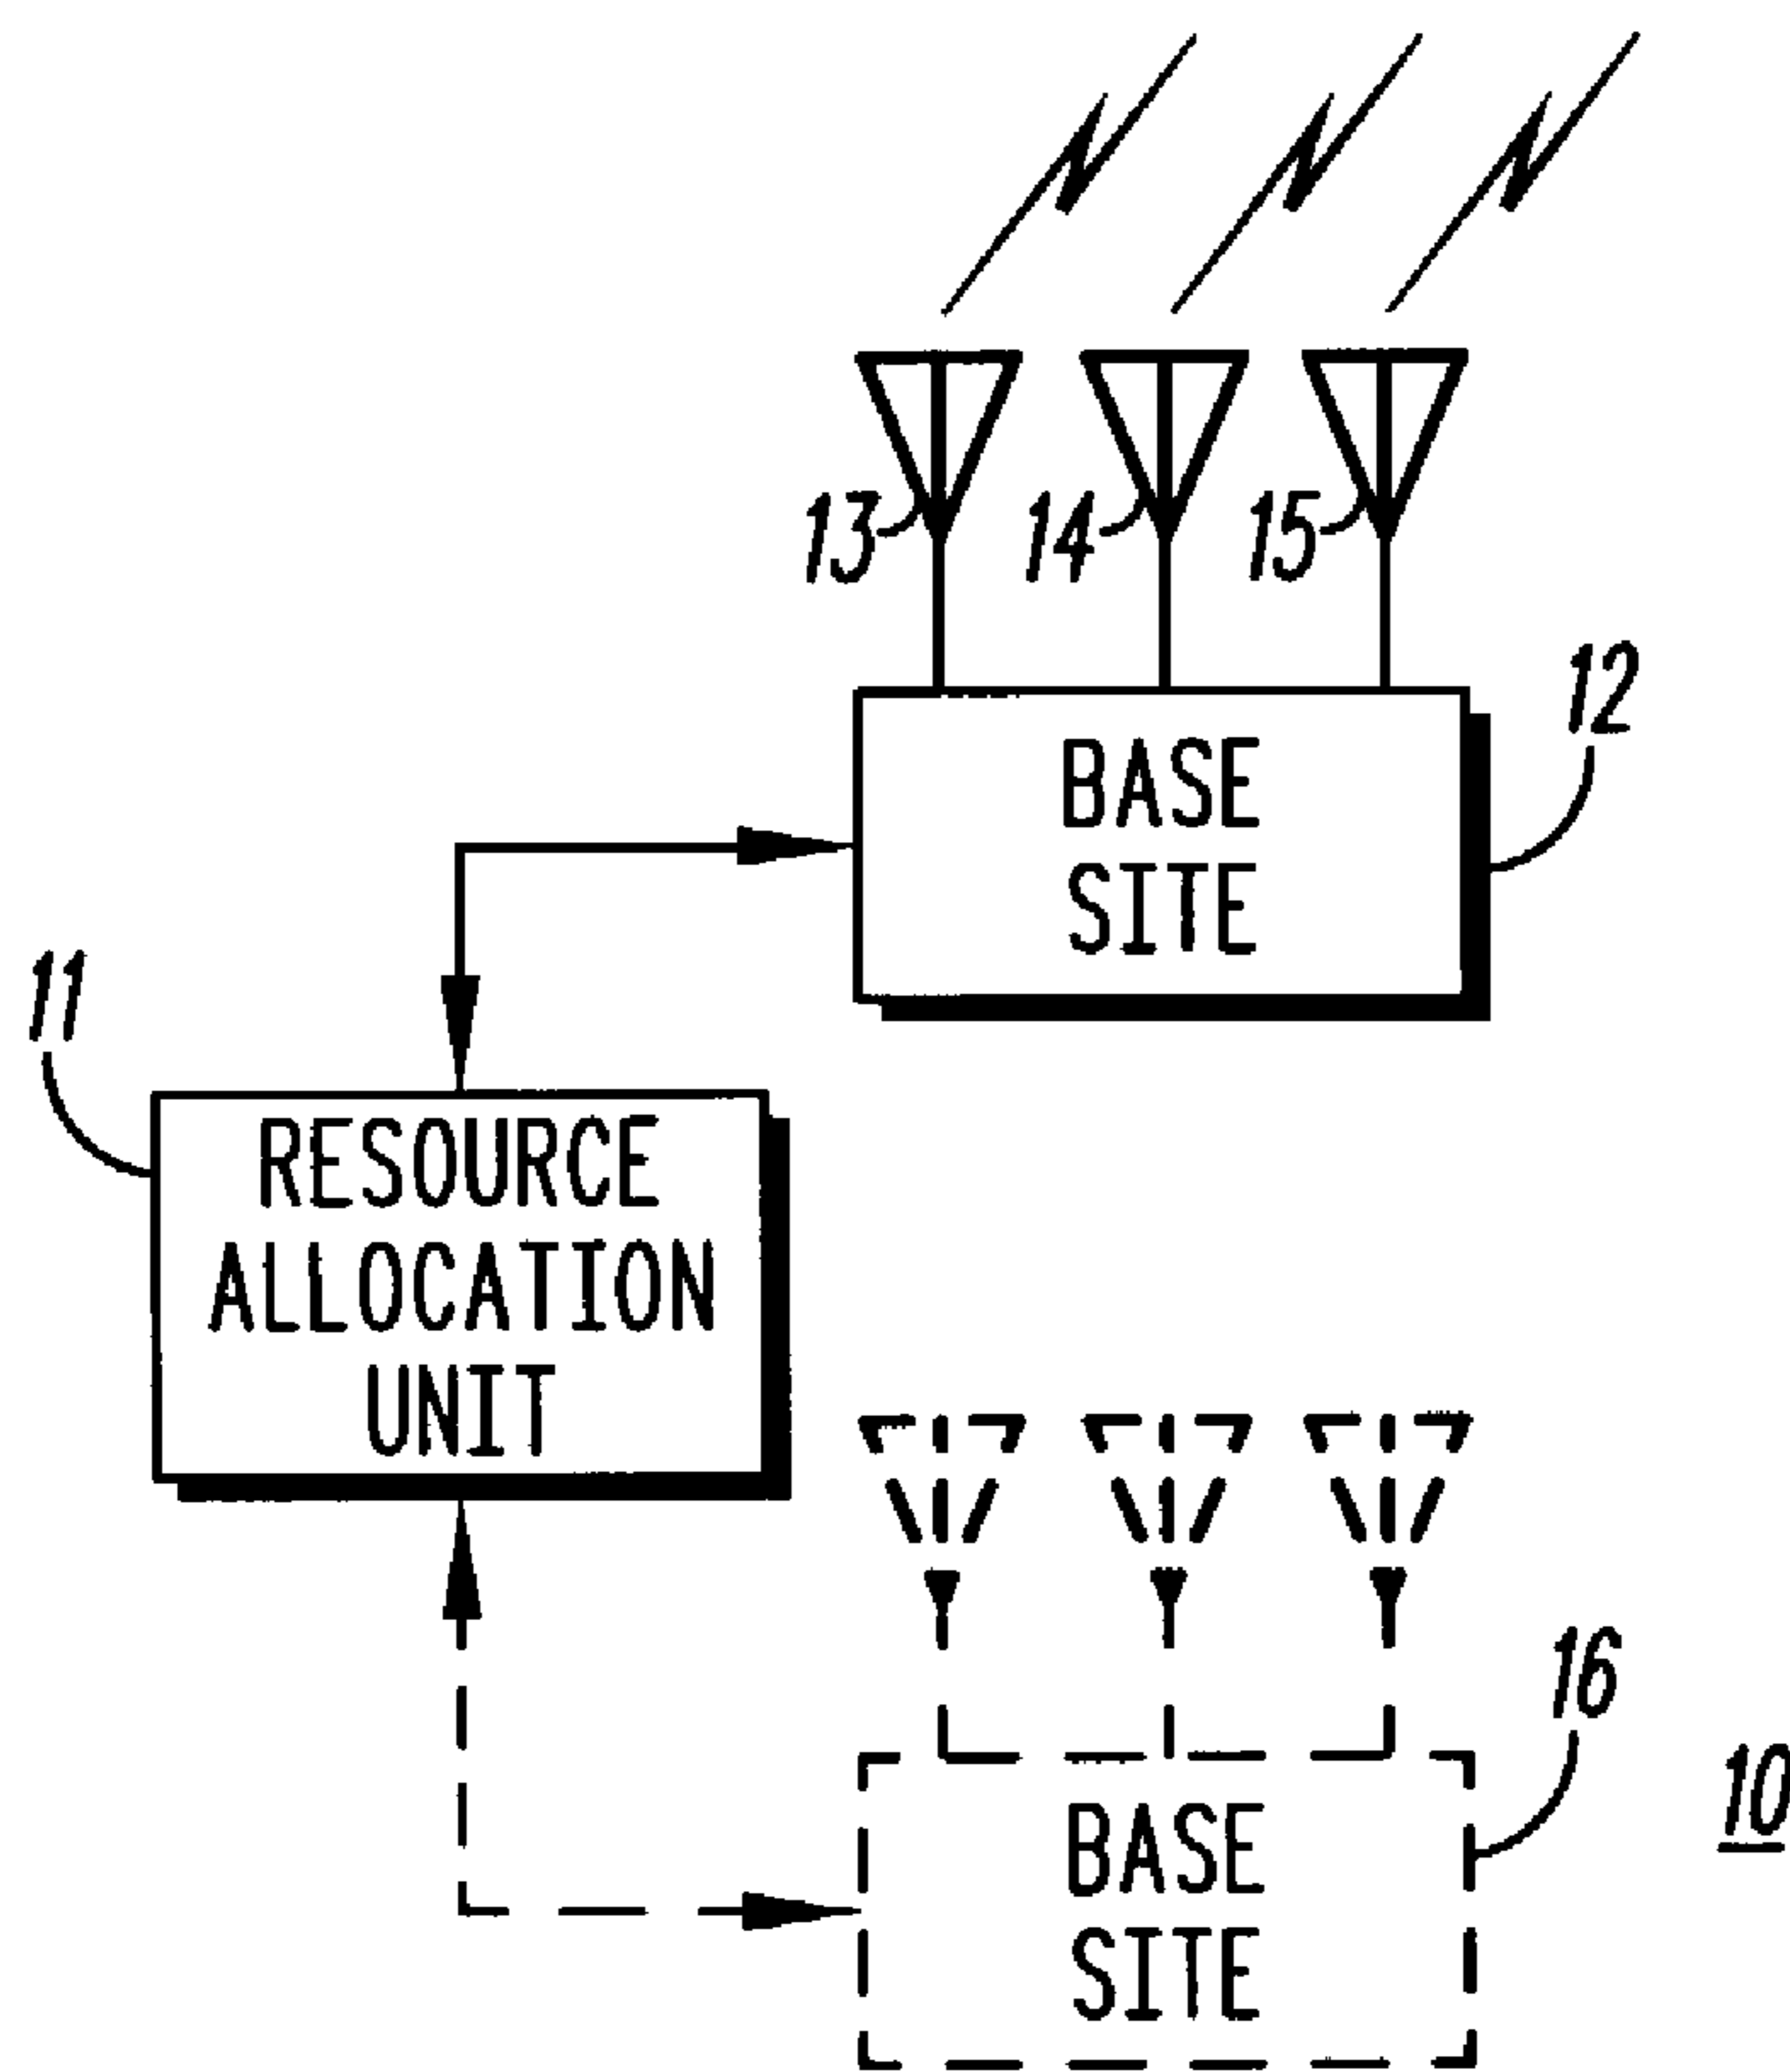 13
14
15
12
BASE
SITE
11
RESOURCE
ALLOCATION
UNIT
16
10
BASE
SITE